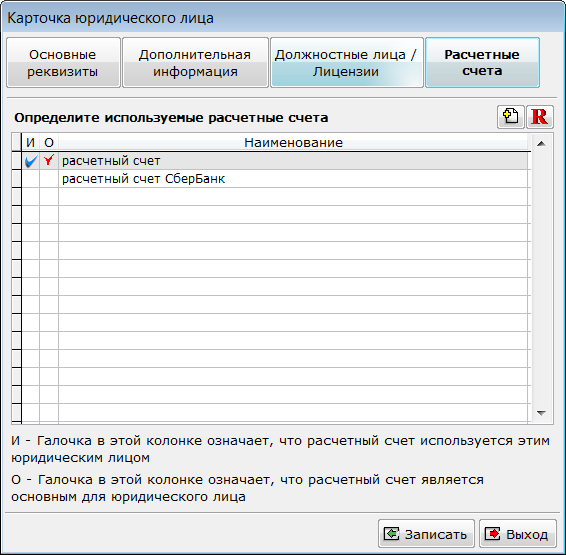 Карточка юридического лица
Основные
реквизиты
Дополнительная
информация
Должностные лица /
Лицензии
Расчетные
счета
Определите используемые расчетные счета
R
И О Наименование
расчетный счет
расчетный счет СберБанк
И - Галочка в этой колонке означает, что расчетный счет используется этим
юридическим лицом
О - Галочка в этой колонке означает, что расчетный счет является
основным для юридического лица
Записать
Выход